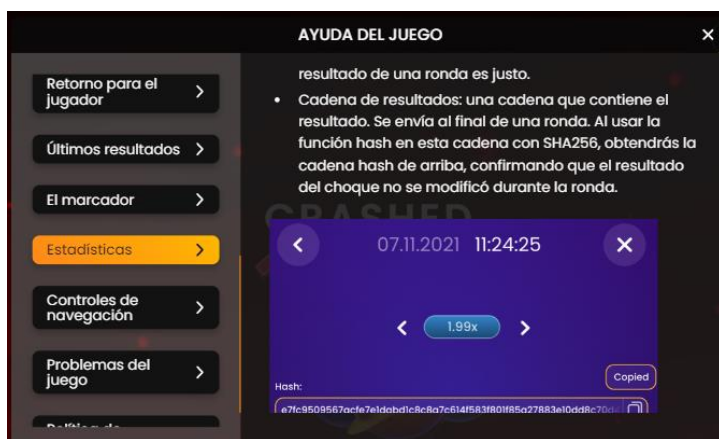 AYUDA DEL JUEGO
Retorno para el
jugador
Últimos resultados
El marcador
Estadísticas
Controles de
navegación
Problemas del
juego
resultado de una ronda es justo.
• Cadena de resultados: una cadena que contiene el
resultado. Se envía al final de una ronda. Al usar la
función hash en esta cadena con SHA256, obtendrás la
cadena hash de arriba, confirmando que el resultado
del choque no se modificó durante la ronda.
CRASHED
07.11.2021 11:24:25
1.99x
Copied
Hash: